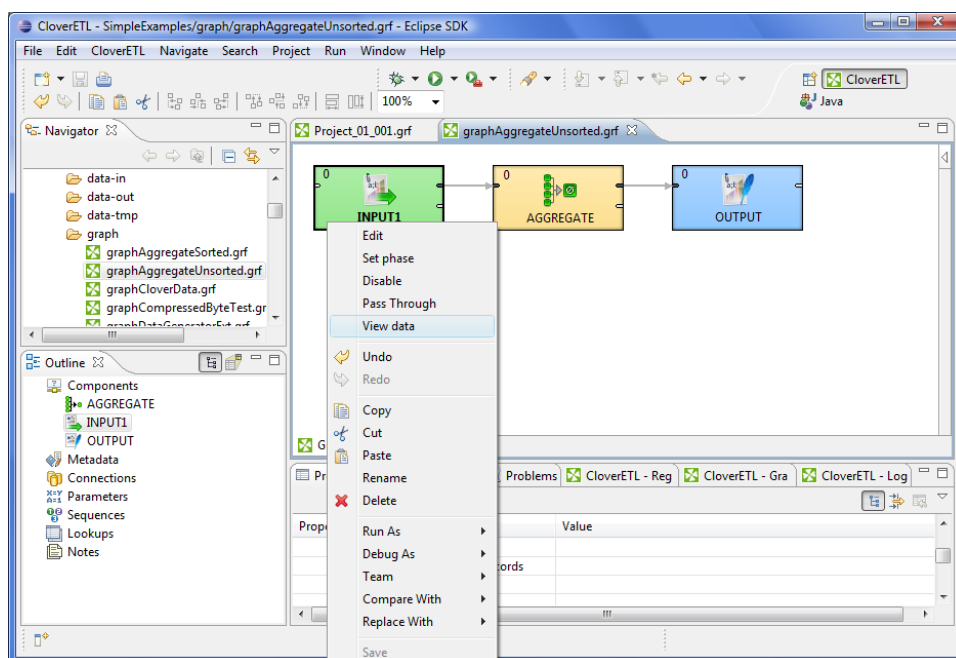 CloverETL - SimpleExamples/graph/graphAggregateUnsorted.grf - Eclipse SDK
File Edit CloverETL Navigate Search Project Run Window Help
CloverETL
100%
Java
Navigator
Project_01_001.grf
graphAggregateUnsorted.grf
data-in
data-out
data-tmp
graph
graphAggregateSorted.grf
graphAggregateUnsorted.grf
graphCloverData.grf
graphCompressedByteTest.gr
graphDataGeneratorExt.grf
0
INPUT1
0
AGGREGATE
0
OUTPUT
Edit
Set phase
Disable
Pass Through
View data
Undo
Redo
Copy
Cut
Paste
Rename
Delete
Run As
Debug As
Team
Compare With
Replace With
Save
Outline
Components
AGGREGATE
INPUT1
OUTPUT
Metadata
Connections
Parameters
Sequences
Lookups
Notes
G
Pr
Problems
CloverETL - Reg
CloverETL - Gra
CloverETL - Log
Prope
Value
cords